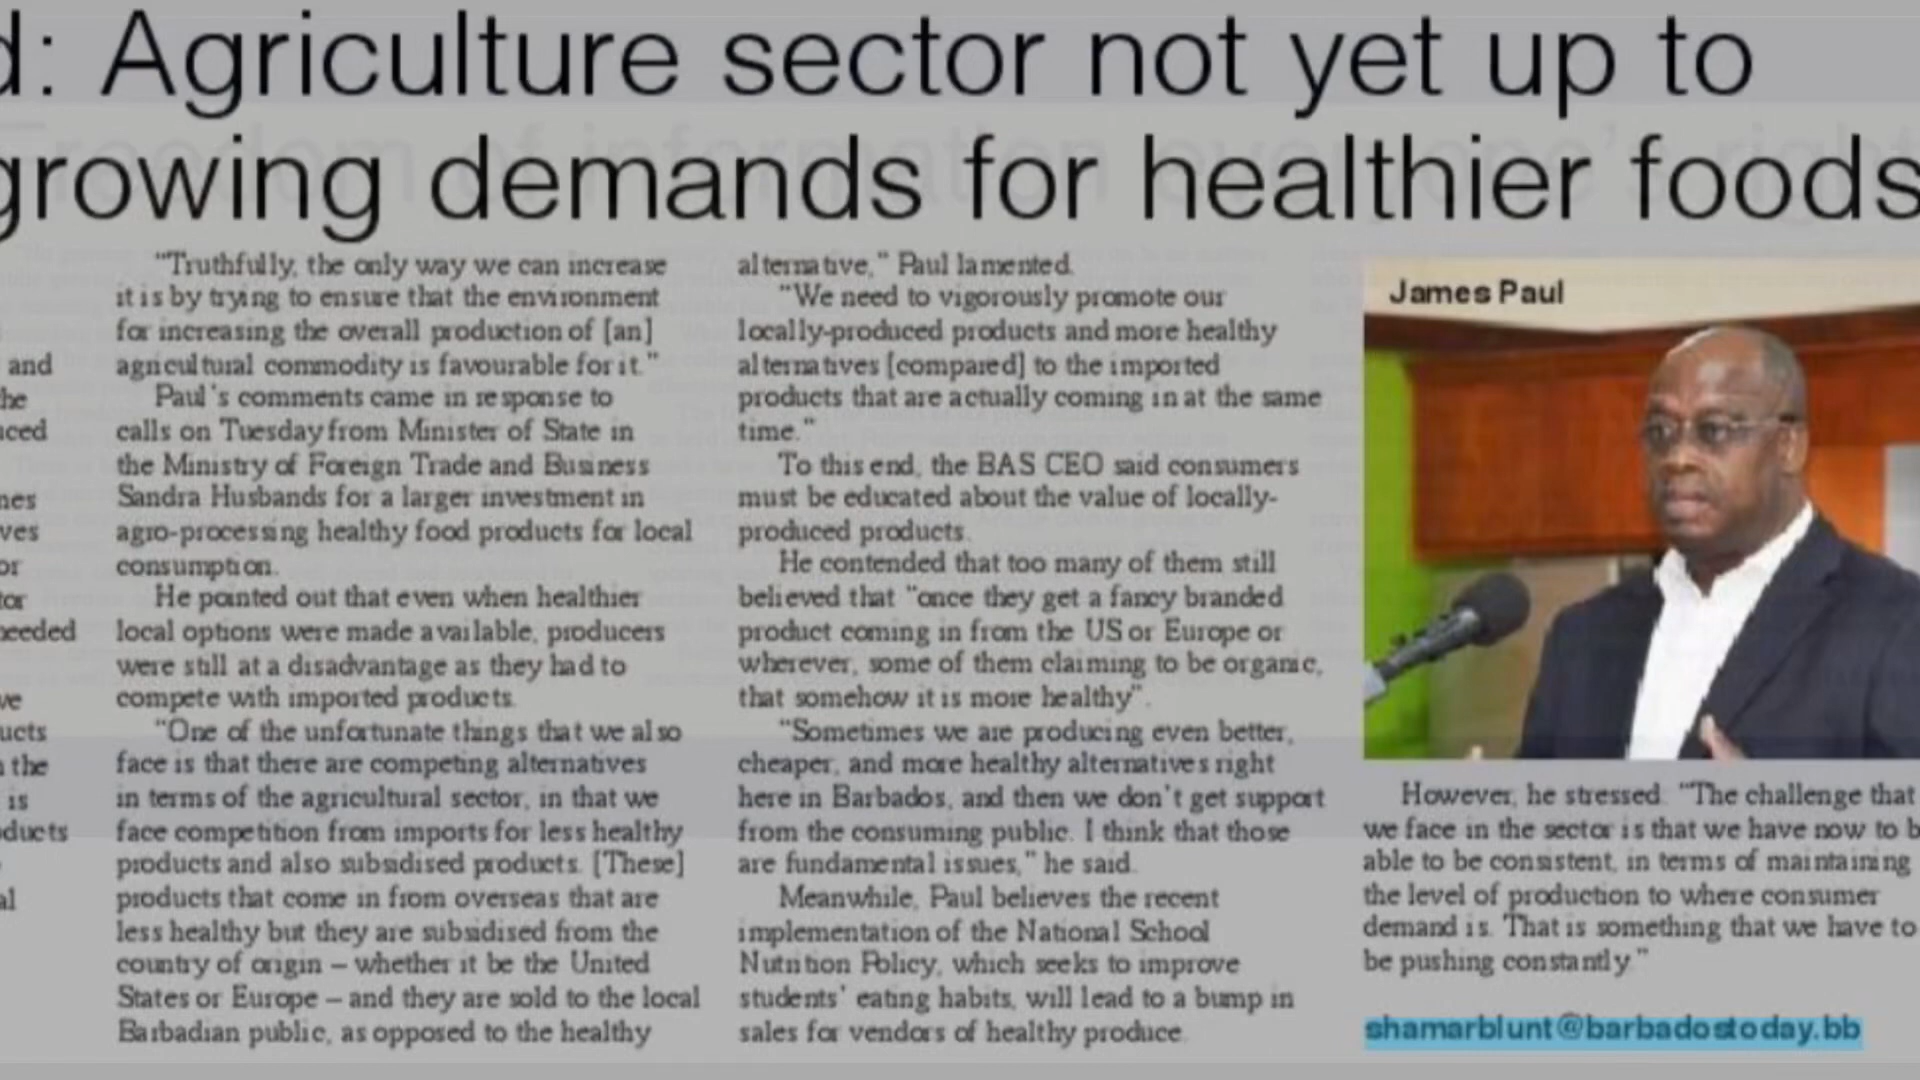 d: Agriculture sector not yet up to
growing demands for healthier foods
and
the
uced
mes
ves
or
tor
needed
ve
ucts
n the
is
ducts
al
"Truthfully, the only way we can increase
it is by trying to ensure that the environment
for increasing the overall production of [an]
agricultural commodity is favourable for it."
Paul's comments came in response to
calls on Tuesday from Minister of State in
the Ministry of Foreign Trade and Business
Sandra Husbands for a larger investment in
agro-processing healthy food products for local
consumption.
He pointed out that even when healthier
local options were made available, producers
were still at a disadvantage as they had to
compete with imported products.
"One of the unfortunate things that we also
face is that there are competing alternatives
in terms of the agricultural sector, in that we
face competition from imports for less healthy
products and also subsidised products. [These]
products that come in from overseas that are
less healthy but they are subsidised from the
country of origin – whether it be the United
States or Europe – and they are sold to the local
Barbadian public, as opposed to the healthy
alternative," Paul lamented.
"We need to vigorously promote our
locally-produced products and more healthy
alternatives [compared] to the imported
products that are actually coming in at the same
time."
To this end, the BAS CEO said consumers
must be educated about the value of locally-
produced products.
He contended that too many of them still
believed that "once they get a fancy branded
product coming in from the US or Europe or
wherever, some of them claiming to be organic,
that somehow it is more healthy".
"Sometimes we are producing even better,
cheaper, and more healthy alternatives right
here in Barbados, and then we don't get support
from the consuming public. I think that those
are fundamental issues," he said.
Meanwhile, Paul believes the recent
implementation of the National School
Nutrition Policy, which seeks to improve
students' eating habits, will lead to a bump in
sales for vendors of healthy produce.
James Paul
However, he stressed: "The challenge that
we face in the sector is that we have now to b
able to be consistent, in terms of maintaining
the level of production to where consumer
demand is. That is something that we have to
be pushing constantly."
shamarblunt@barbadostoday.bb